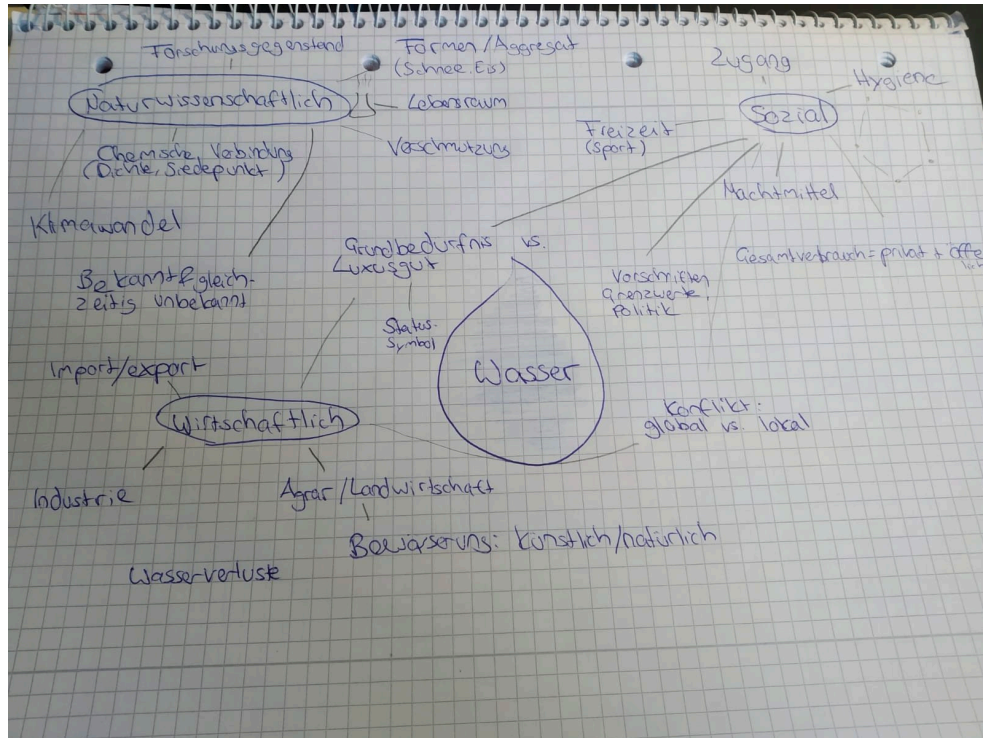 Forschungsgegenstand
Formen/Aggregat
(Schnee, Eis)
Zugang
Hygiene
Naturwissenschaftlich
Lebensraum
Sozial
Freizeit
(Sport)
Chemische Verbindung
(Dichte, Siedepunkt)
Verschmutzung
Machtmittel
Klimawandel
Grundbedürfnis vs.
Luxusgut
Gesamtverbrauch = privat + öffe
Bekannt & gleich-
zeitig unbekannt
Vorschriften
Grenzwerte,
Politik
Status-
Symbol
Wasser
Import/export
Wirtschaftlich
Konflikt:
global vs. lokal
Industrie
Agrar/Landwirtschaft
Bewässerung: künstlich/natürlich
Wasserverluste